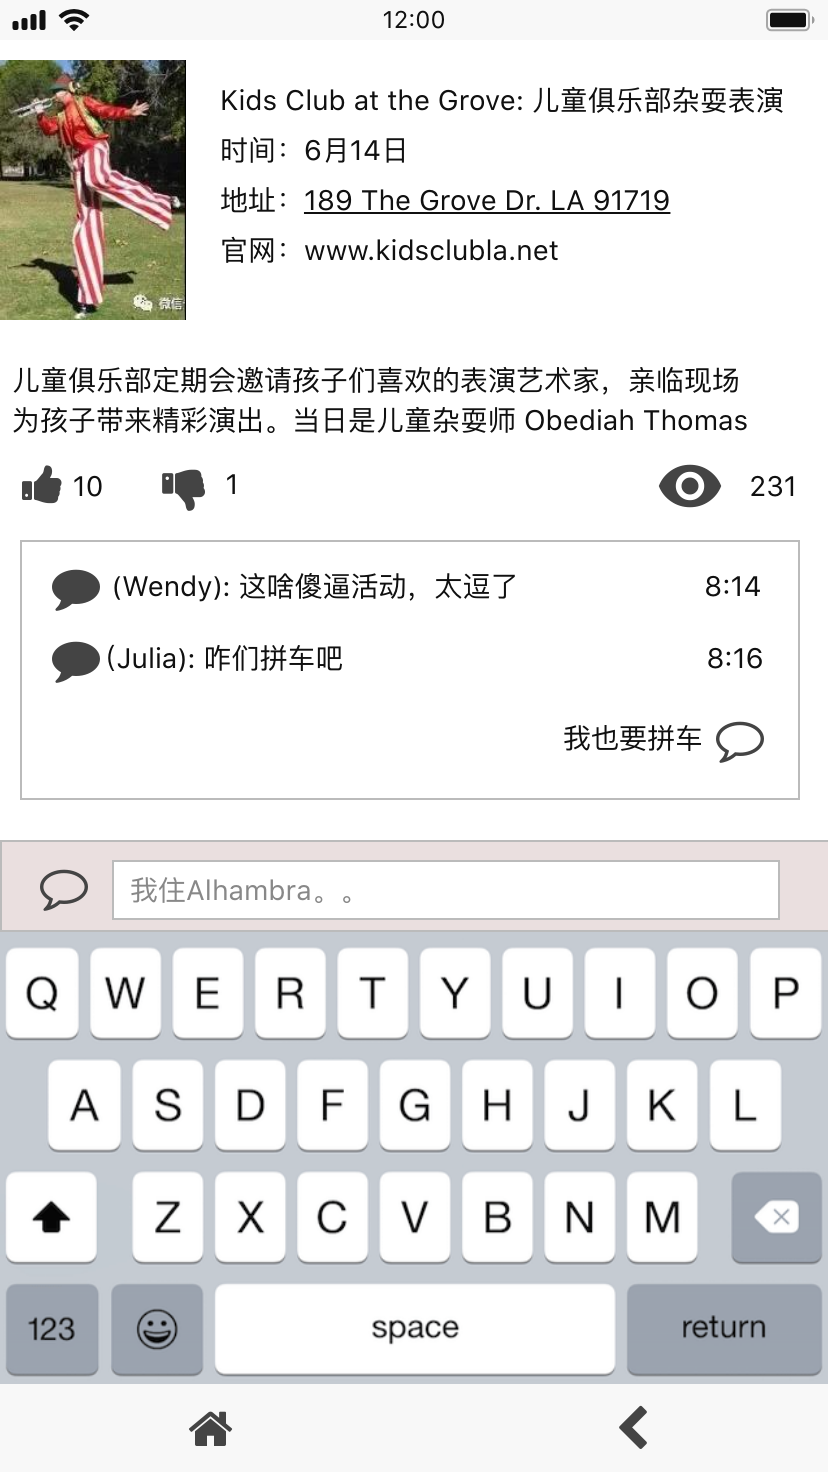 12:00
Kids Club at the Grove: 儿童俱乐部杂耍表演
时间：6月14日
地址：189 The Grove Dr. LA 91719
官网：www.kidsclubla.net
微信
儿童俱乐部定期会邀请孩子们喜欢的表演艺术家，亲临现场
为孩子带来精彩演出。当日是儿童杂耍师 Obediah Thomas
10 1 231
(Wendy): 这啥傻逼活动，太逗了 8:14
(Julia): 咋们拼车吧 8:16
我也要拼车
我住Alhambra。。
Q W E R T Y U I O P
A S D F G H J K L
Z X C V B N M
123 space return